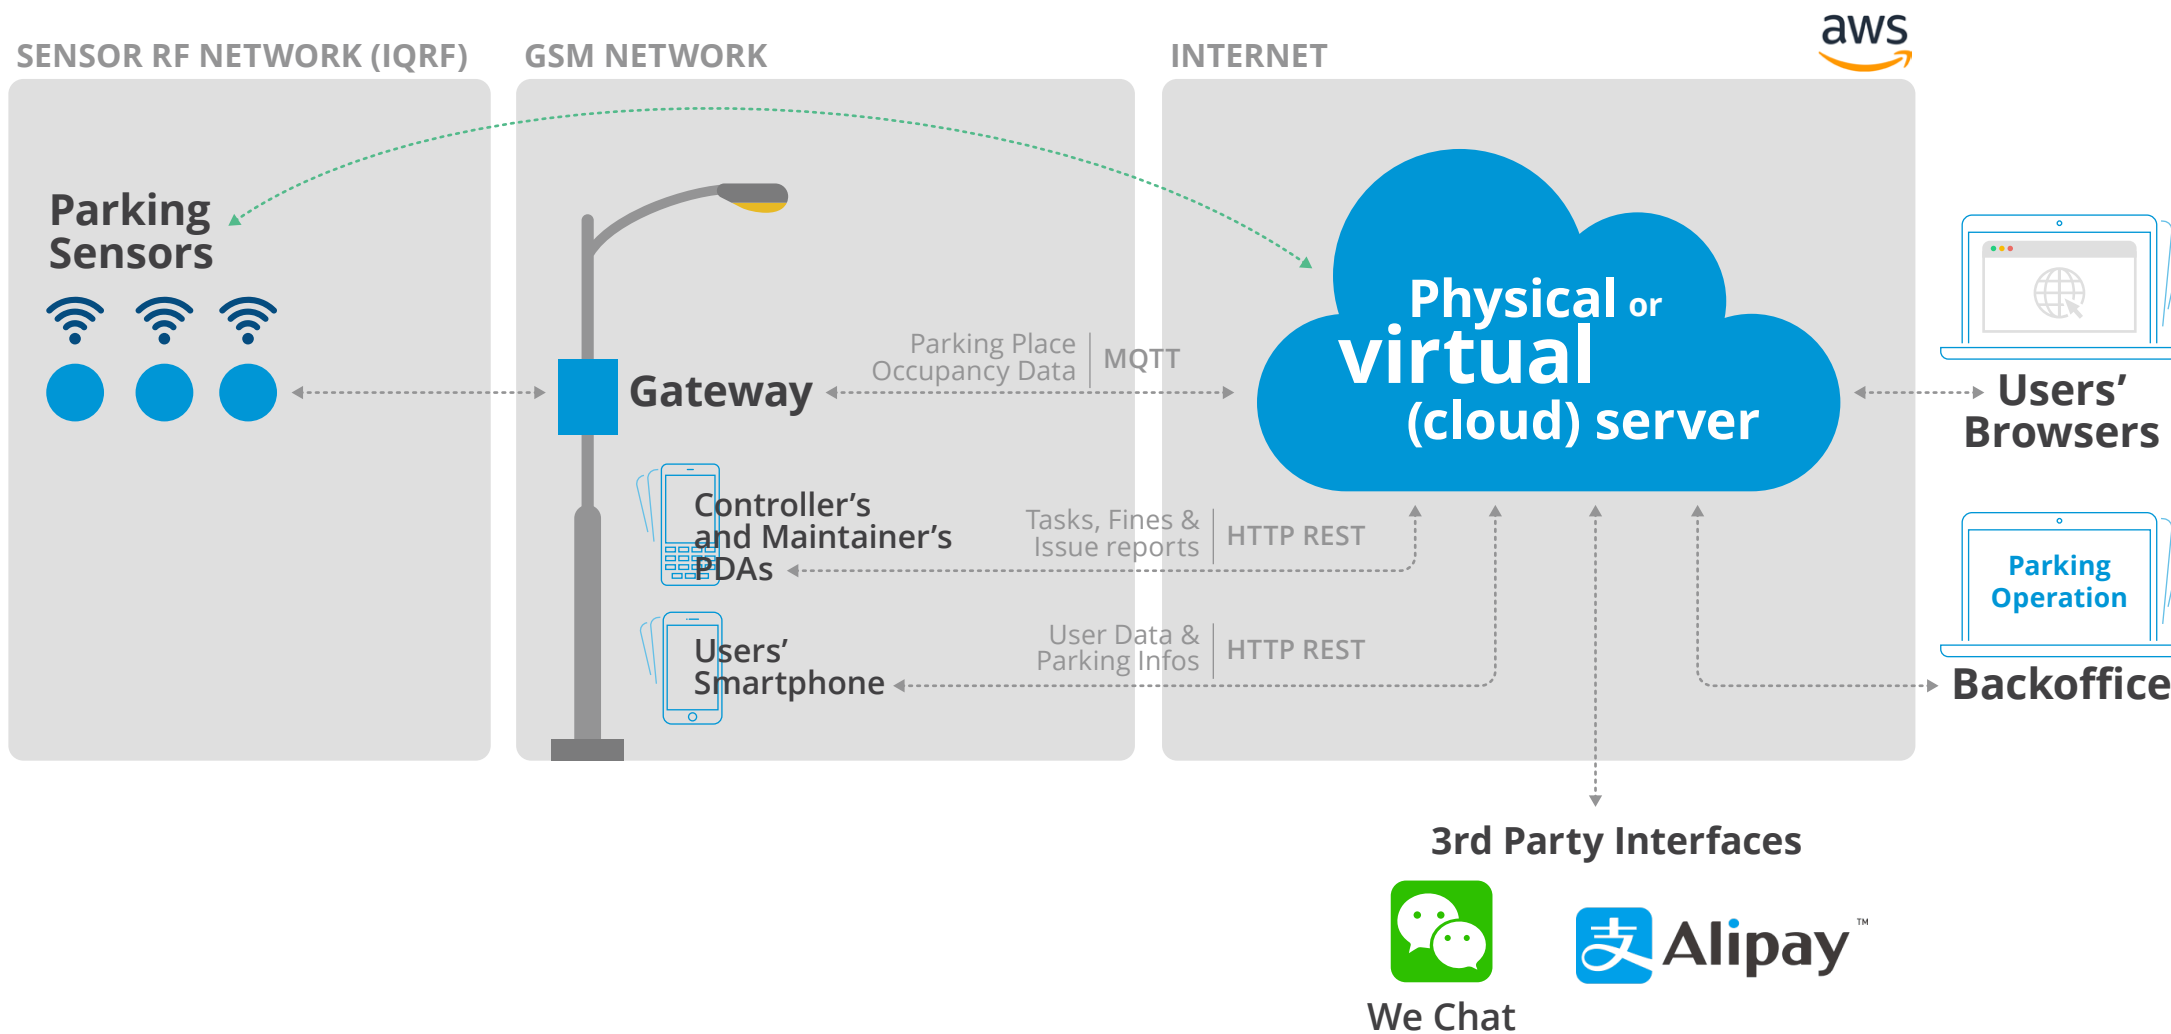 SENSOR RF NETWORK (IQRF)
GSM NETWORK
INTERNET
aws
Parking
Sensors
Gateway
Parking Place
Occupancy Data
MQTT
Physical or
virtual
(cloud) server
Users’
Browsers
Controller’s
and Maintainer’s
PDAs
Tasks, Fines &
Issue reports
HTTP REST
Users’
Smartphone
User Data &
Parking Infos
HTTP REST
Parking
Operation
Backoffice
3rd Party Interfaces
We Chat
支 Alipay™